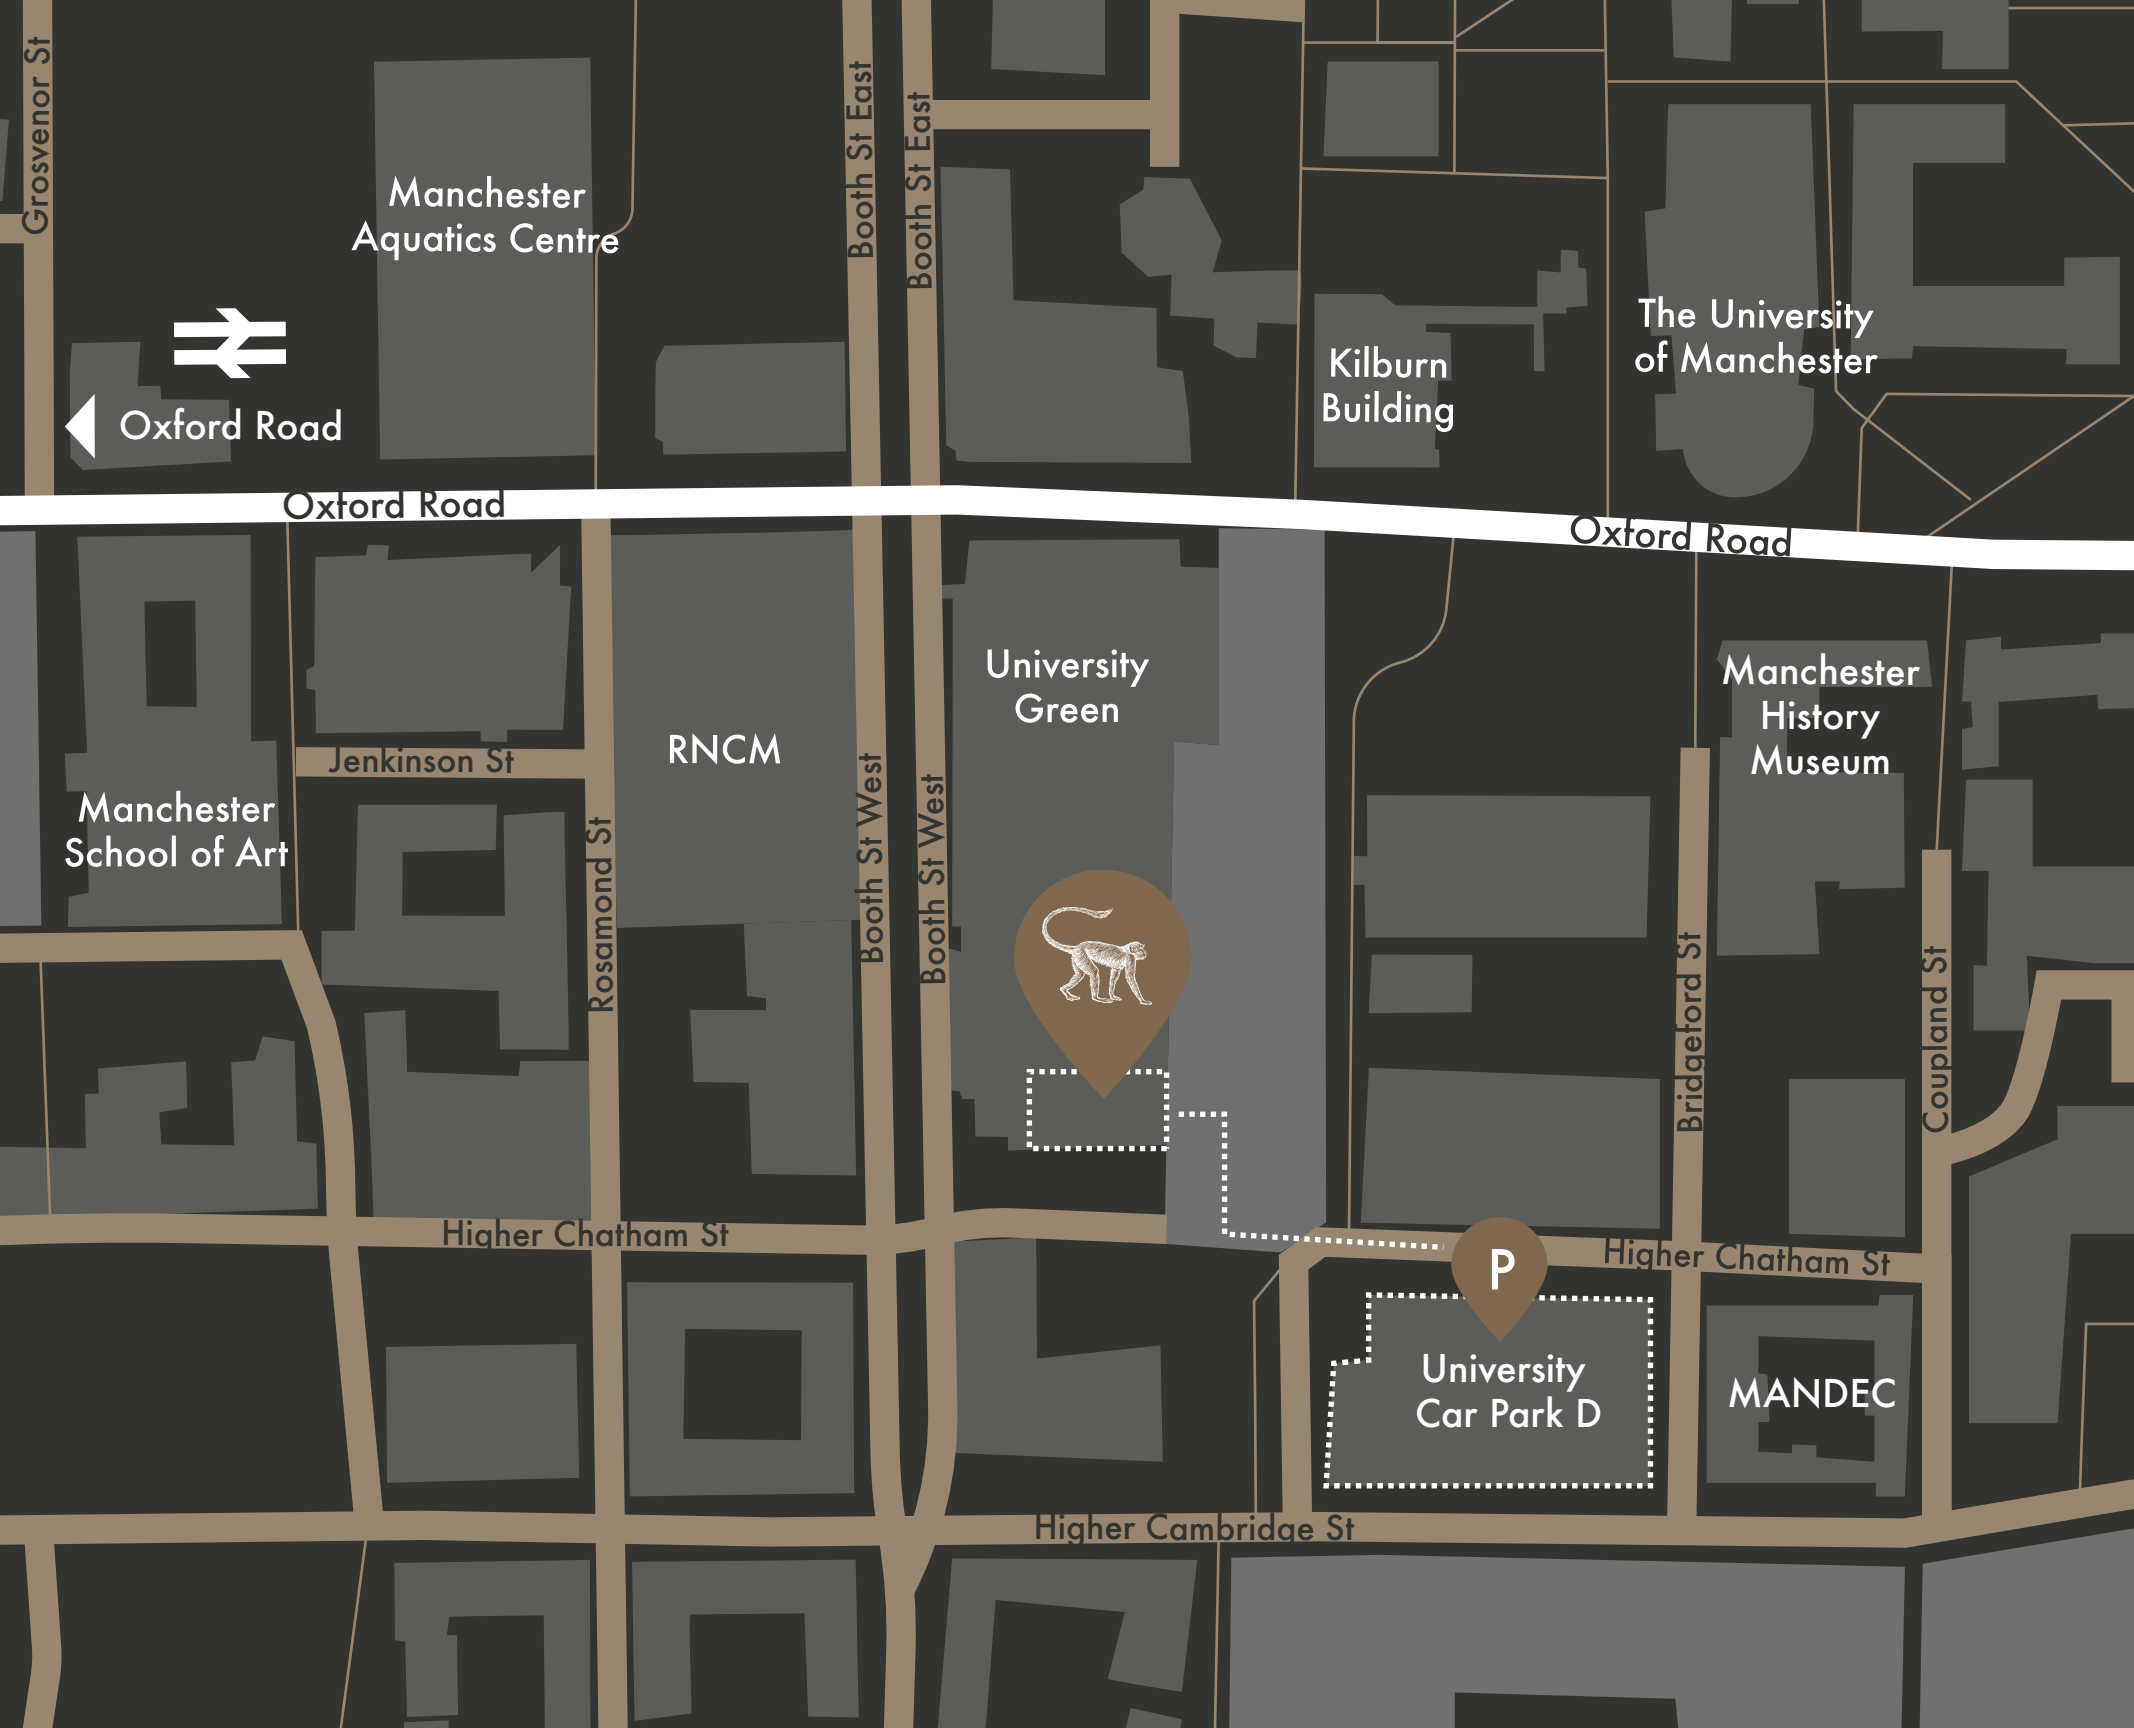 Grosvenor St
Booth St East
Booth St East
Manchester
Aquatics Centre
The University
of Manchester
Kilburn
Building
Oxford Road
Oxford Road
Oxford Road
University
Green
Manchester
History
Museum
RNCM
Jenkinson St
Manchester
School of Art
Rosamond St
Booth St West
Booth St West
Bridgeford St
Coupland St
Higher Chatham St
Higher Chatham St
P
University
Car Park D
MANDEC
Higher Cambridge St